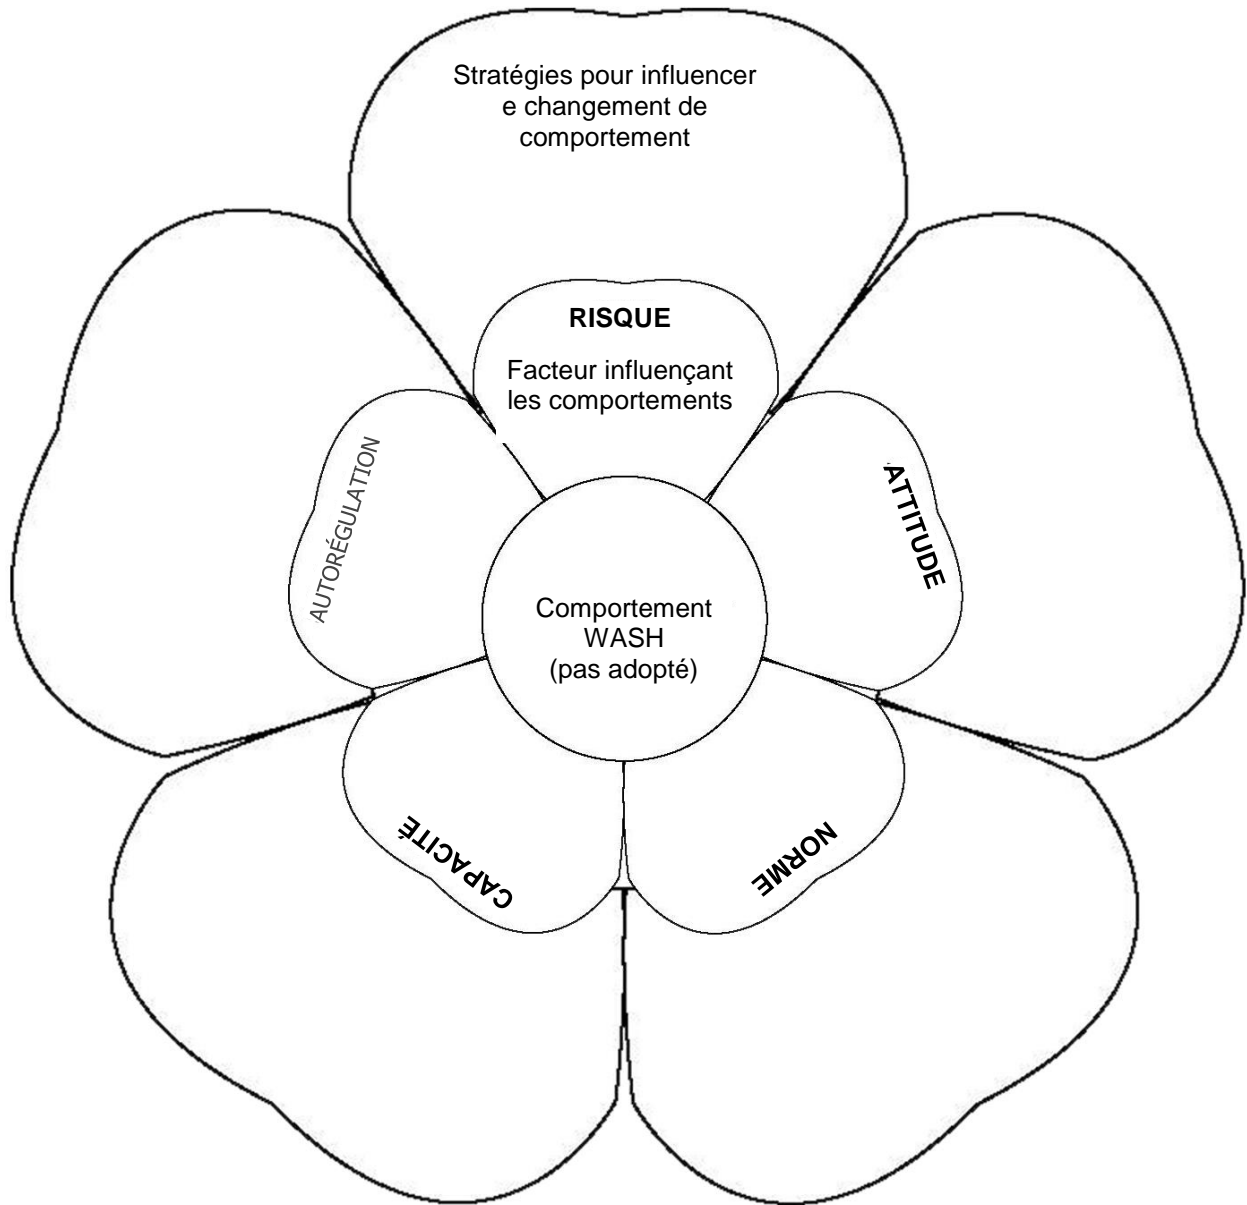 Stratégies pour influencer
e changement de
comportement
RISQUE
Facteur influençant
les comportements
AUTORÉGULATION
ATTITUDE
Comportement
WASH
(pas adopté)
CAPACITÉ
NORME